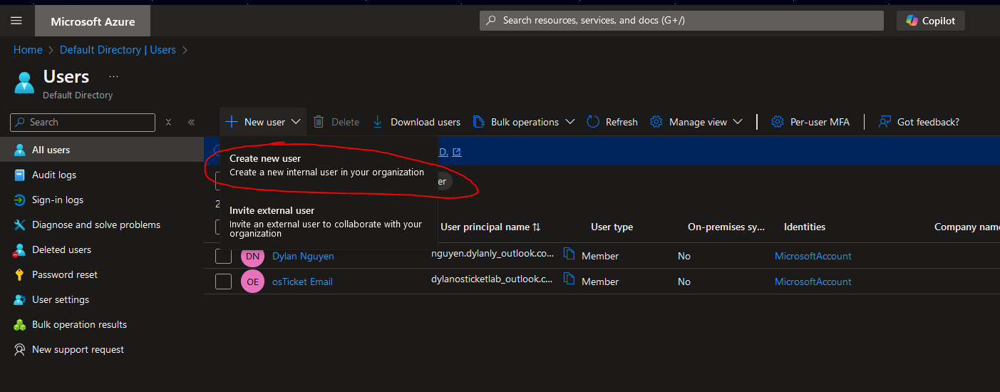 Microsoft Azure
Search resources, services, and docs (G+/)
Copilot
Home > Default Directory | Users >
Users ...
Default Directory
Search
New user
Delete
Download users
Bulk operations
Refresh
Manage view
Per-user MFA
Got feedback?
All users
Audit logs
Sign-in logs
Diagnose and solve problems
Deleted users
Password reset
User settings
Bulk operation results
New support request
D.
Create new user
Create a new internal user in your organization
er
2
Invite external user
Invite an external user to collaborate with your
organization
User principal name
User type
On-premises sy...
Identities
Company name
DN Dylan Nguyen nguyen.dylanly_outlook.co... Member No MicrosoftAccount
OE osTicket Email dylanosticketlab_outlook.c... Member No MicrosoftAccount